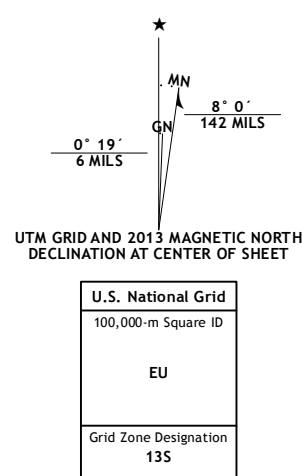 ★
MN
GN
8° 0´
142 MILS
0° 19´
6 MILS
UTM GRID AND 2013 MAGNETIC NORTH
DECLINATION AT CENTER OF SHEET
U.S. National Grid
100,000-m Square ID
EU
Grid Zone Designation
13S